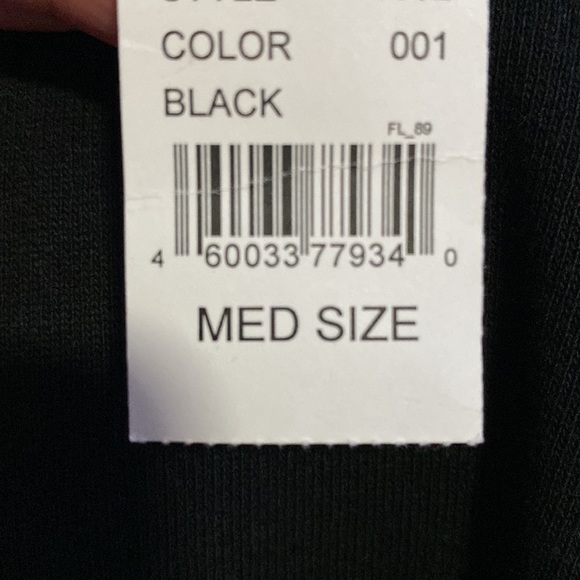 COLOR 001
BLACK
FL_89
4 60033 77934 0
MED SIZE